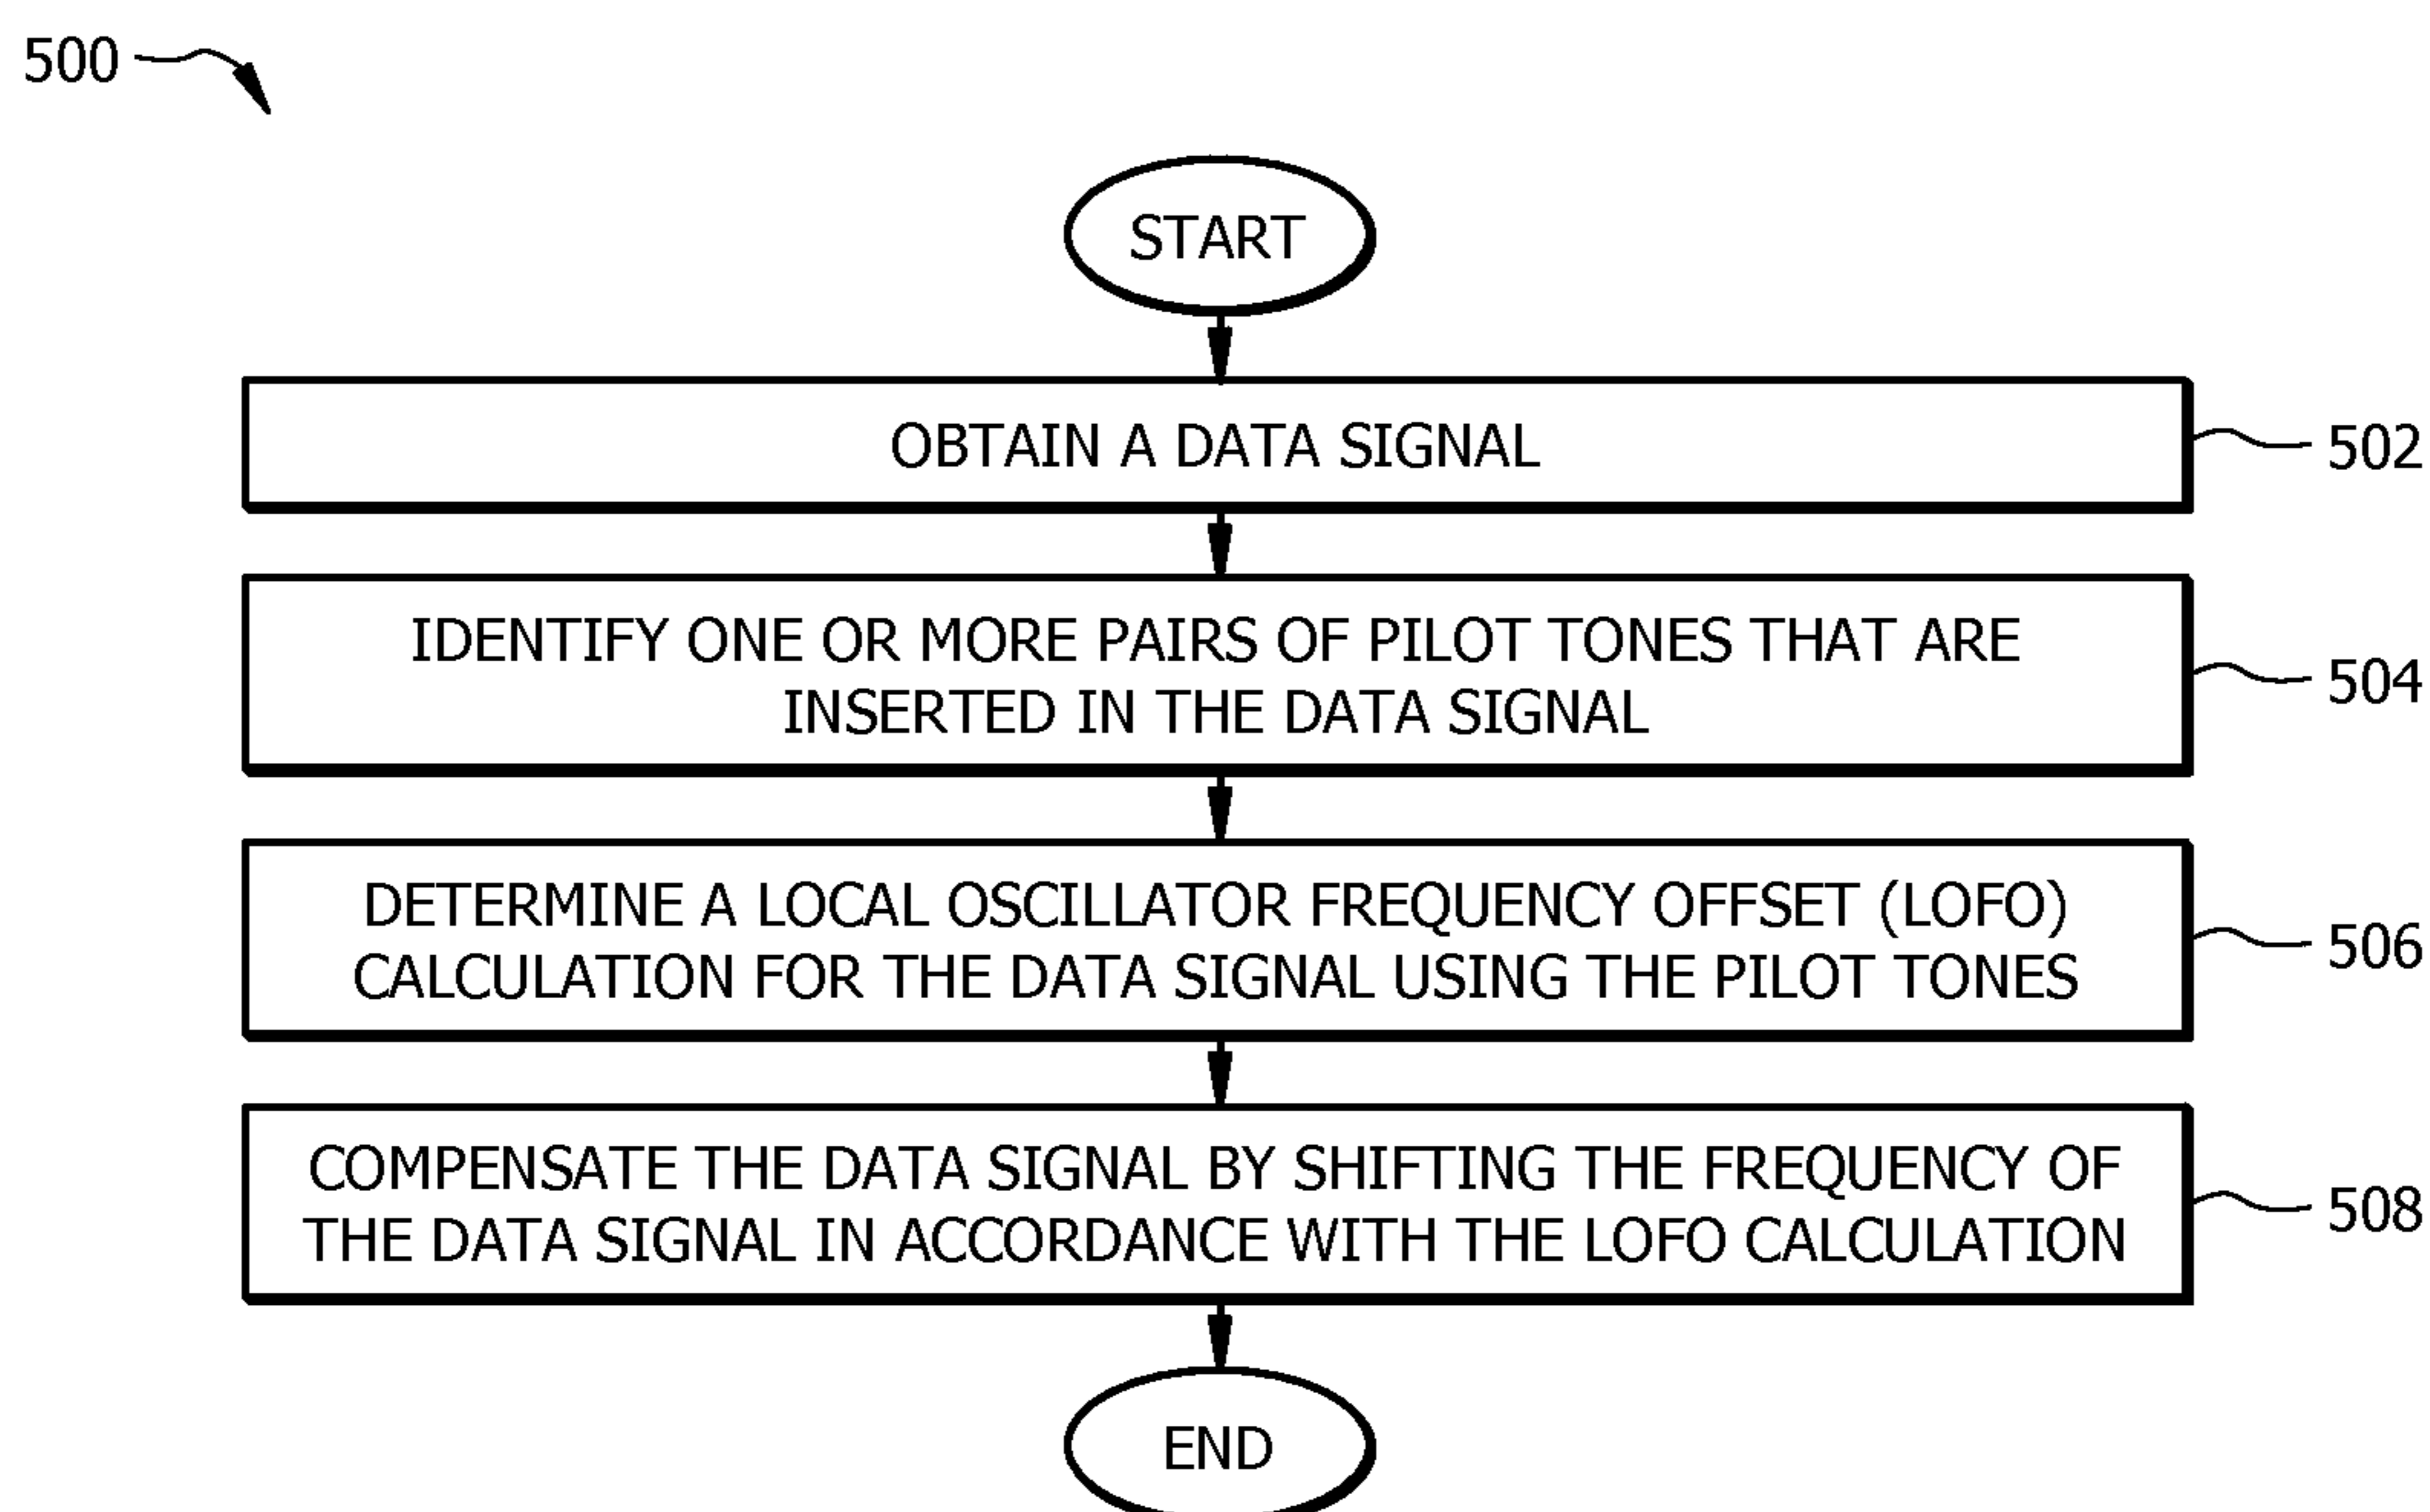 500
START
OBTAIN A DATA SIGNAL
502
IDENTIFY ONE OR MORE PAIRS OF PILOT TONES THAT ARE
INSERTED IN THE DATA SIGNAL
504
DETERMINE A LOCAL OSCILLATOR FREQUENCY OFFSET (LOFO)
CALCULATION FOR THE DATA SIGNAL USING THE PILOT TONES
506
COMPENSATE THE DATA SIGNAL BY SHIFTING THE FREQUENCY OF
THE DATA SIGNAL IN ACCORDANCE WITH THE LOFO CALCULATION
508
END